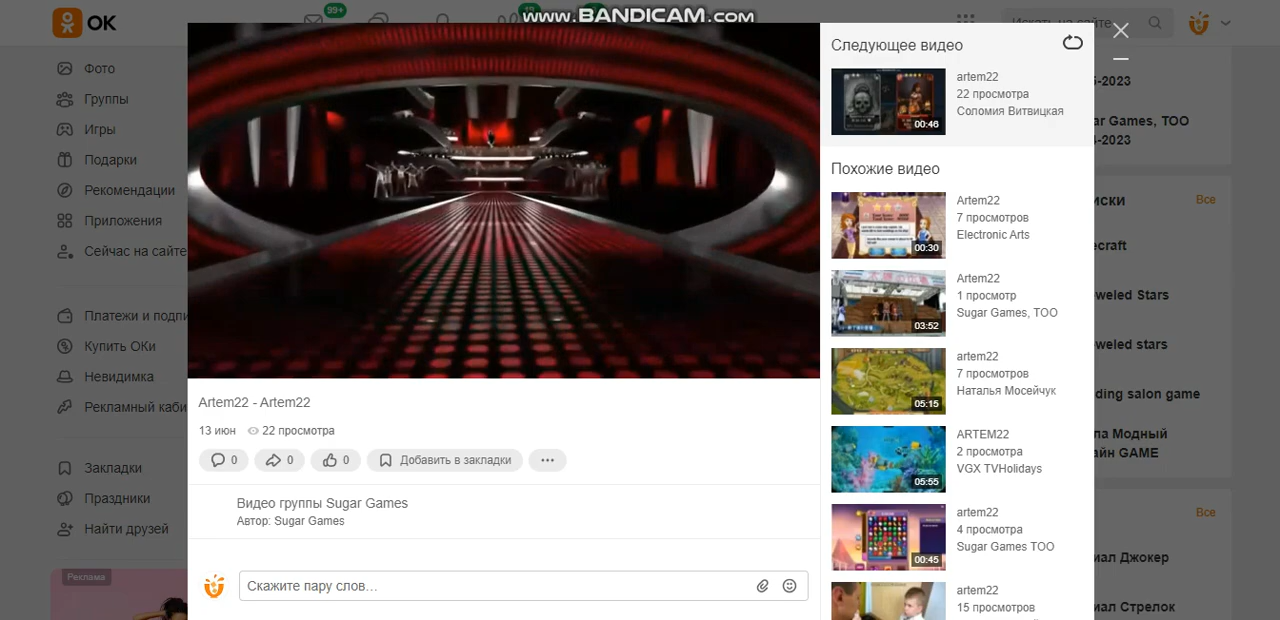 www.BANDICAM.com
OK
99+
Искать на сайте
Фото
Группы
Игры
Подарки
Рекомендации
Приложения
Сейчас на сайте
Платежи и подпи
Купить ОКи
Невидимка
Рекламный каби
Закладки
Праздники
Найти друзей
Реклама
Artem22 - Artem22
13 июн 22 просмотра
0 0 0 Добавить в закладки
Видео группы Sugar Games
Автор: Sugar Games
Скажите пару слов…
Следующее видео
artem22
22 просмотра
Соломия Витвицкая
00:46
Похожие видео
Artem22
7 просмотров
Electronic Arts
00:30
Artem22
1 просмотр
Sugar Games, ТОО
03:52
artem22
7 просмотров
Наталья Мосейчук
05:15
ARTEM22
2 просмотра
VGX TVHolidays
05:55
artem22
4 просмотра
Sugar Games ТОО
00:45
artem22
15 просмотров
5-2023
ar Games, ТОО
-2023
иски
Все
ecraft
eweled Stars
eweled stars
ding salon game
ла Модный
айн GAME
Все
иал Джокер
иал Стрелок